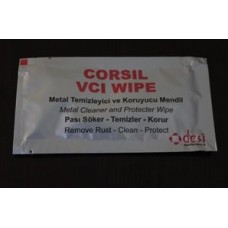 CORSIL
VCI WIPE
Metal Temizleyici ve Koruyucu Mendil
Metal Cleaner and Protecter Wipe
Pası Söker - Temizler - Korur
Remove Rust - Clean - Protect
desi